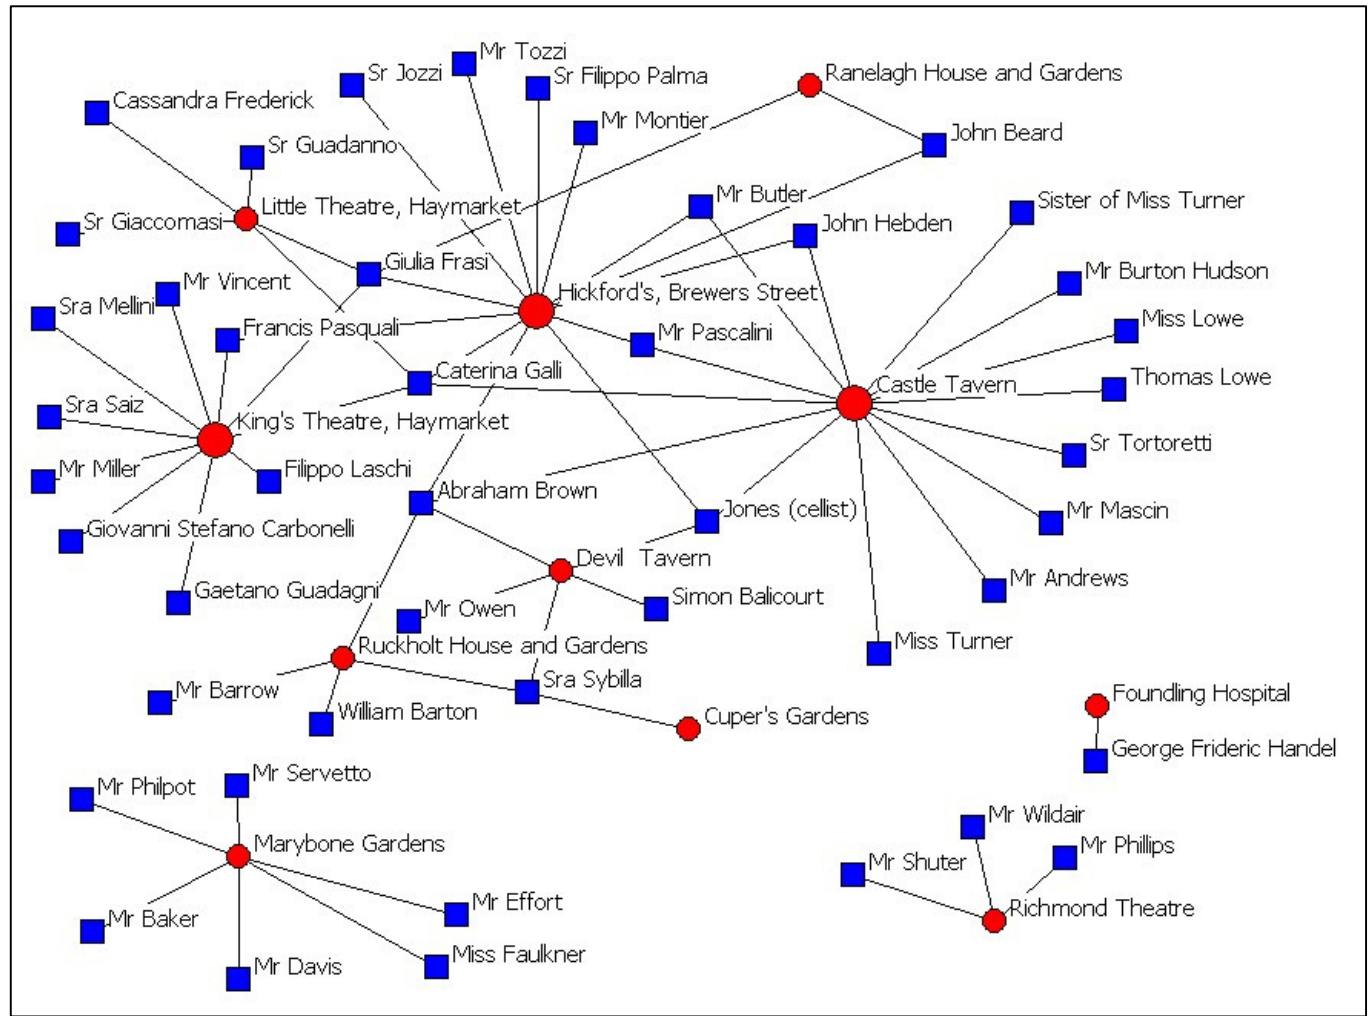 Mr Tozzi
Sr Jozzi
Sr Filippo Palma
Ranelagh House and Gardens
Cassandra Frederick
Mr Montier
John Beard
Sr Guadanno
Mr Butler
Sister of Miss Turner
Little Theatre, Haymarket
Sr Giaccomasi
John Hebden
Giulia Frasi
Mr Vincent
Mr Burton Hudson
Hickford's, Brewers Street
Sra Mellini
Francis Pasquali
Mr Pascalini
Miss Lowe
Caterina Galli
Castle Tavern
Thomas Lowe
Sra Saiz
King's Theatre, Haymarket
Sr Tortoretti
Mr Miller
Filippo Laschi
Abraham Brown
Jones (cellist)
Mr Mascin
Giovanni Stefano Carbonelli
Devil Tavern
Mr Andrews
Gaetano Guadagni
Simon Balicourt
Mr Owen
Miss Turner
Ruckholt House and Gardens
Sra Sybilla
Mr Barrow
Foundling Hospital
William Barton
Cuper's Gardens
George Frideric Handel
Mr Servetto
Mr Philpot
Mr Wildair
Marybone Gardens
Mr Phillips
Mr Shuter
Mr Effort
Richmond Theatre
Mr Baker
Miss Faulkner
Mr Davis